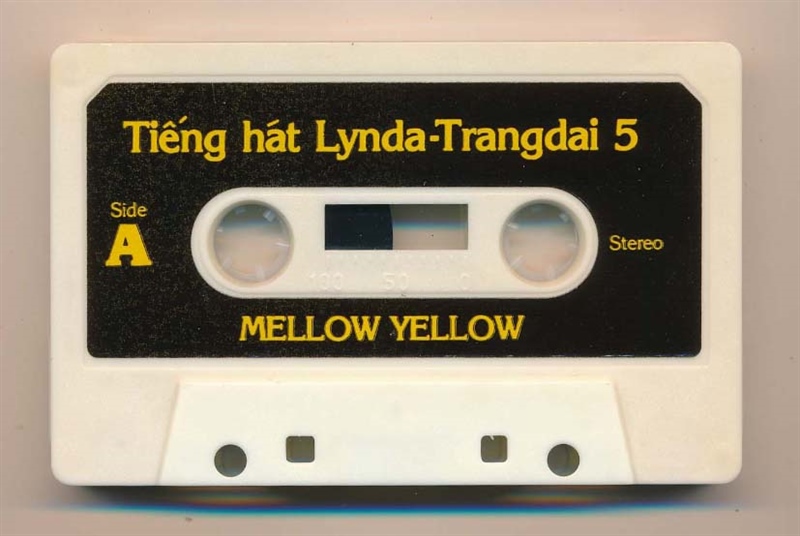 Tiếng hát Lynda-Trangdai 5
Side
A
Stereo
100 50 0
MELLOW YELLOW